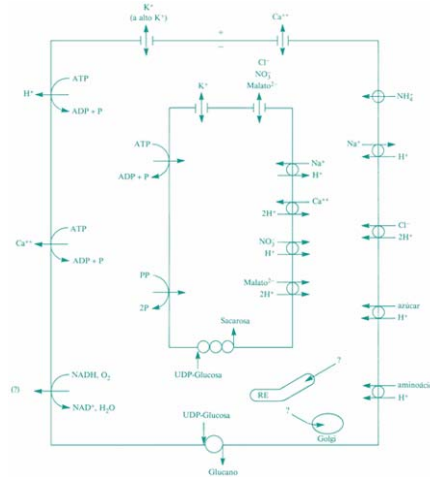 K⁺
(a alto K⁺)
Ca⁺⁺
+
−
Cl⁻
NO₃⁻
Malato²⁻
K⁺
ATP
H⁺
ADP + P
NH₄⁺
ATP
ADP + P
Na⁺
H⁺
Na⁺
H⁺
Ca⁺⁺
2H⁺
ATP
Ca⁺⁺
ADP + P
Cl⁻
2H⁺
NO₃⁻
H⁺
PP
2P
Malato²⁻
2H⁺
azúcar
H⁺
Sacarosa
UDP-Glucosa
NADH, O₂
(?)
NAD⁺, H₂O
?
RE
aminoáci
H⁺
UDP-Glucosa
?
Golgi
Glucano